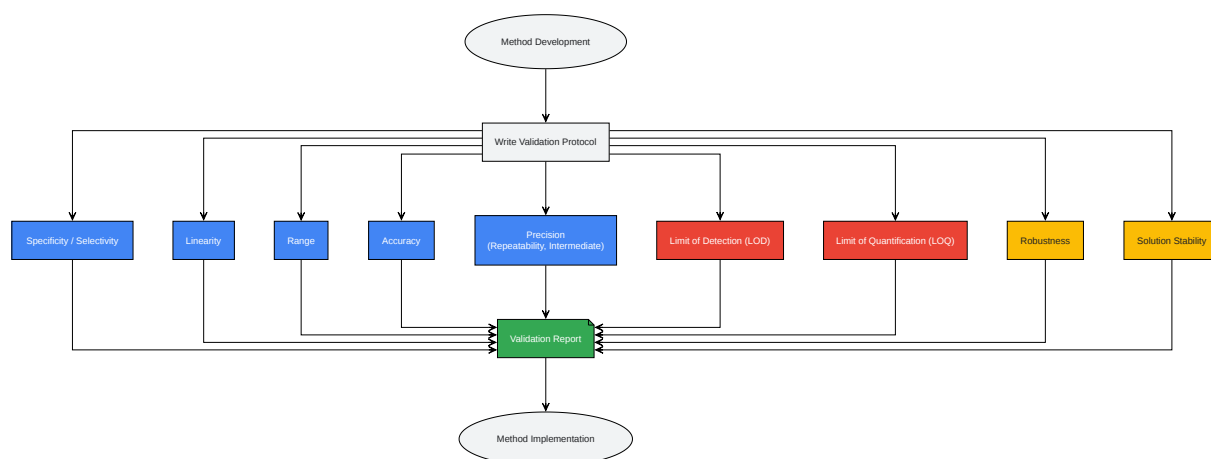 Method Development
Write Validation Protocol
Specificity / Selectivity
Linearity
Range
Accuracy
Precision
(Repeatability, Intermediate)
Limit of Detection (LOD)
Limit of Quantification (LOQ)
Robustness
Solution Stability
Validation Report
Method Implementation